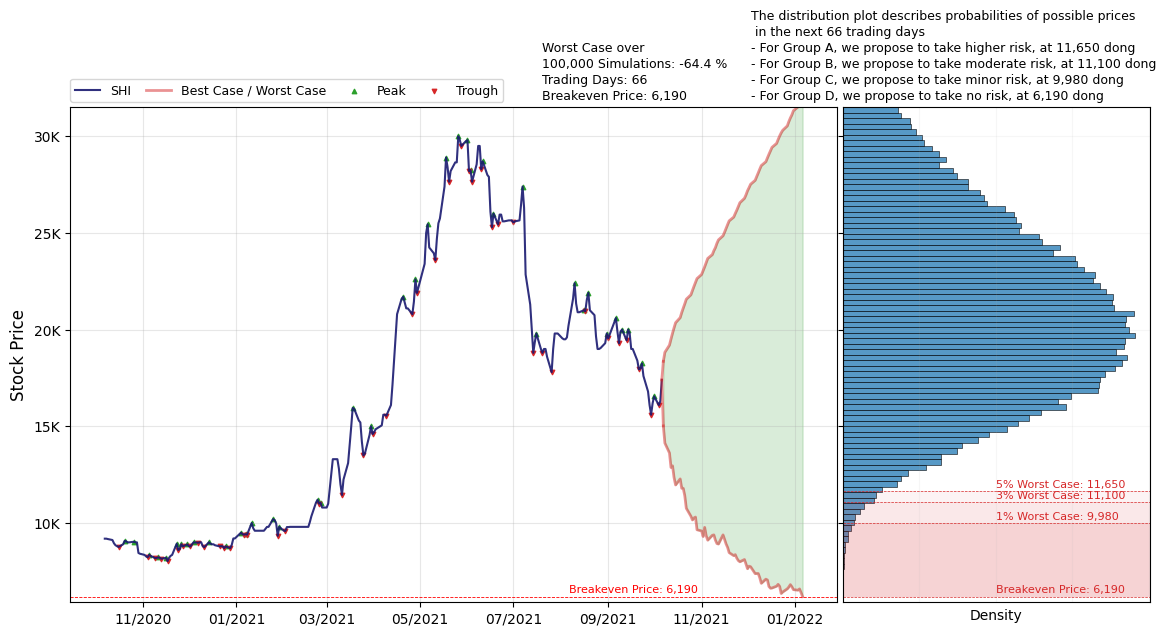 The distribution plot describes probabilities of possible prices
in the next 66 trading days
- For Group A, we propose to take higher risk, at 11,650 dong
- For Group B, we propose to take moderate risk, at 11,100 dong
- For Group C, we propose to take minor risk, at 9,980 dong
- For Group D, we propose to take no risk, at 6,190 dong
Worst Case over
100,000 Simulations: -64.4 %
Trading Days: 66
Breakeven Price: 6,190
SHI
Best Case / Worst Case
Peak
Trough
Stock Price
30K
25K
20K
15K
10K
11/2020
01/2021
03/2021
05/2021
07/2021
09/2021
11/2021
01/2022
Breakeven Price: 6,190
5% Worst Case: 11,650
3% Worst Case: 11,100
1% Worst Case: 9,980
Breakeven Price: 6,190
Density